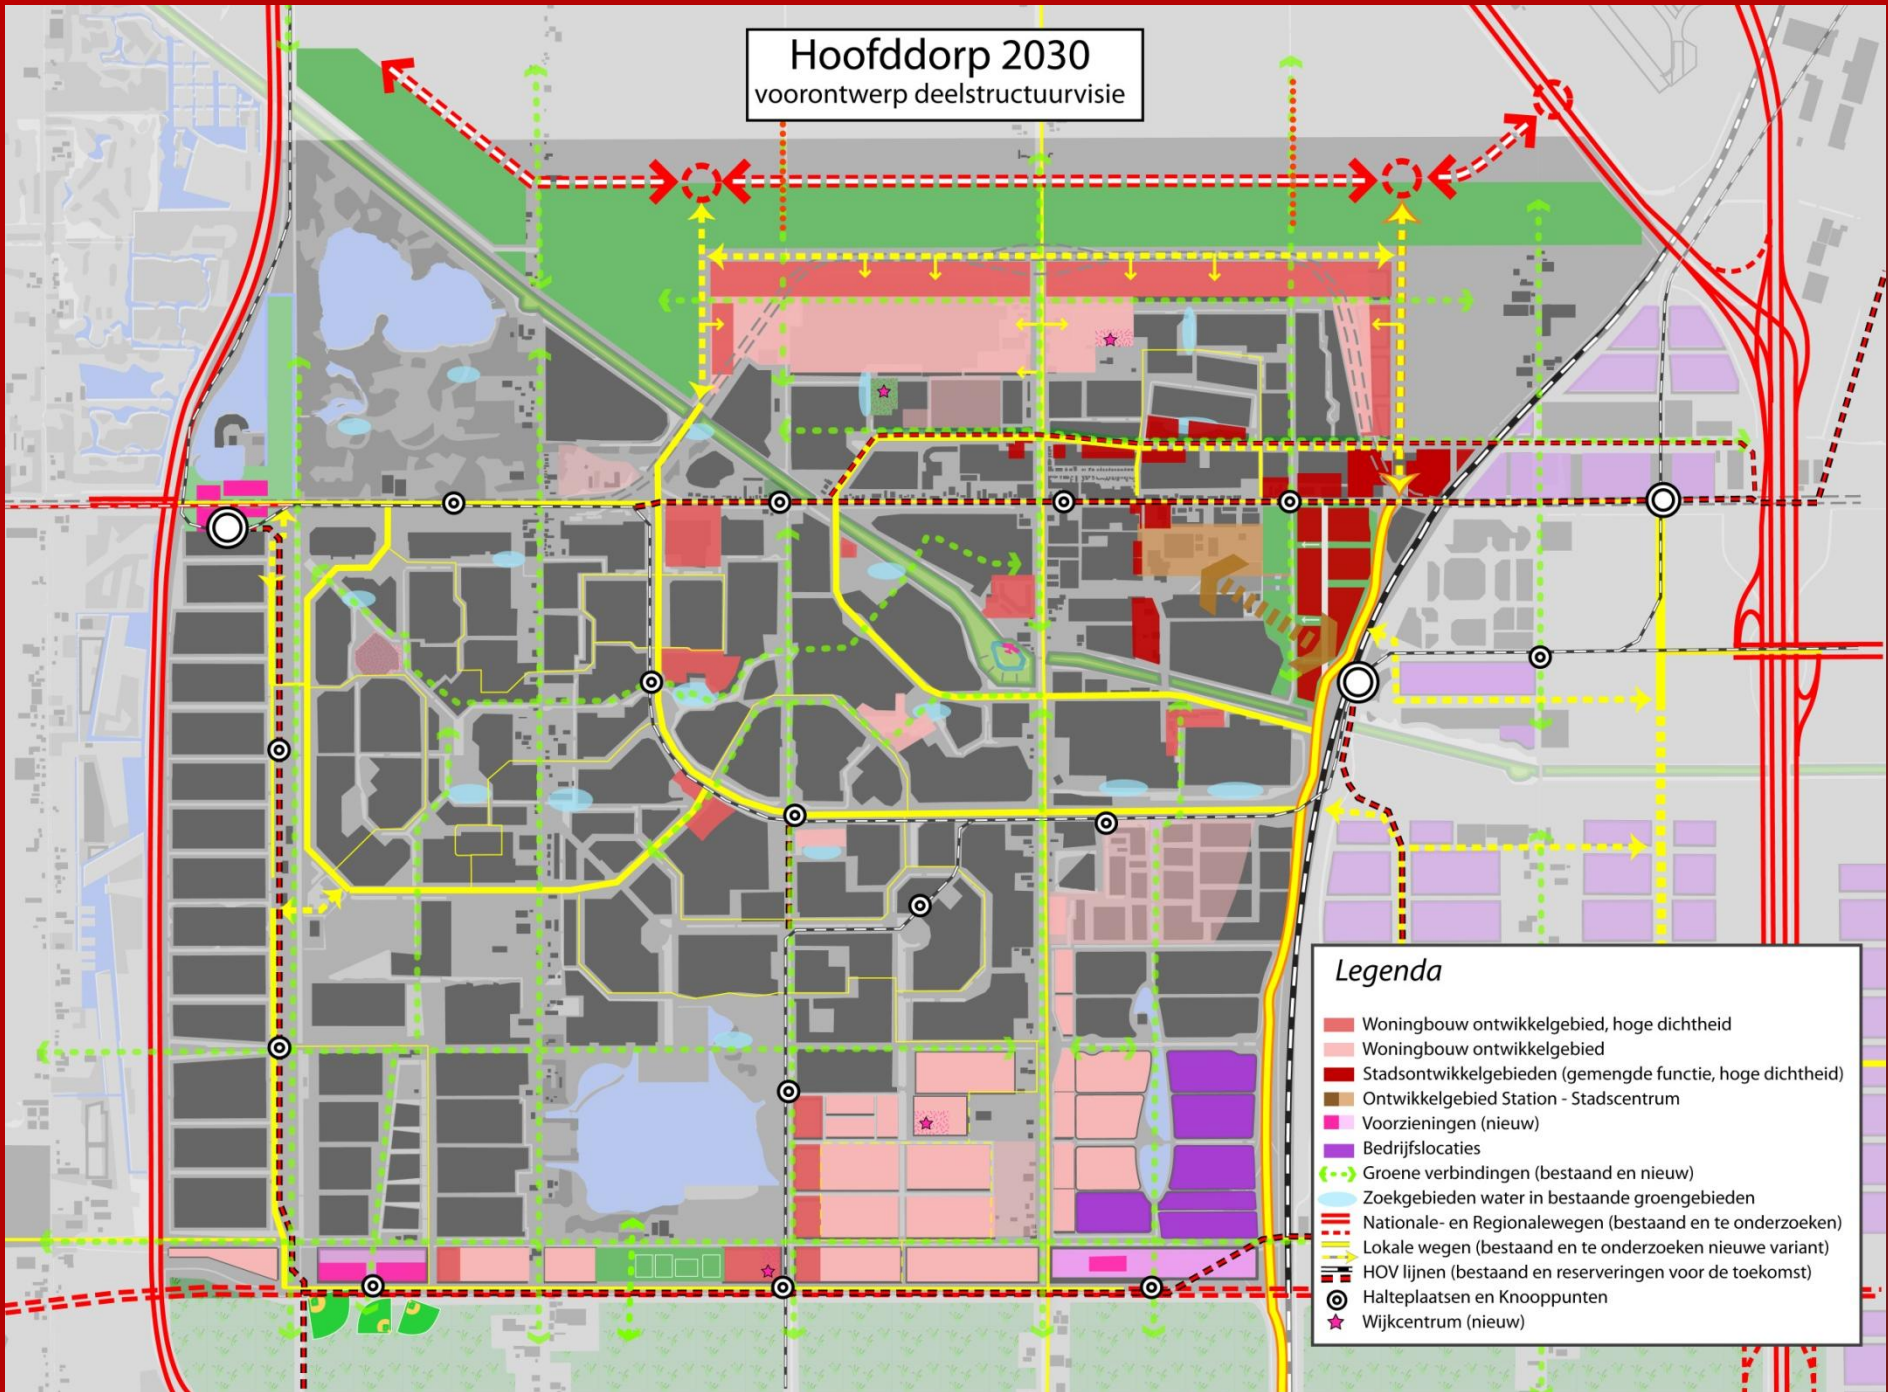 Hoofddorp 2030
voorontwerp deelstructuurvisie
Legenda
Woningbouw ontwikkelgebied, hoge dichtheid
Woningbouw ontwikkelgebied
Stadsontwikkelgebieden (gemengde functie, hoge dichtheid)
Ontwikkelgebied Station - Stadscentrum
Voorzieningen (nieuw)
Bedrijfslocaties
Groene verbindingen (bestaand en nieuw)
Zoekgebieden water in bestaande groengebieden
Nationale- en Regionalewegen (bestaand en te onderzoeken)
Lokale wegen (bestaand en te onderzoeken nieuwe variant)
HOV lijnen (bestaand en reserveringen voor de toekomst)
Halteplaatsen en Knooppunten
Wijkcentrum (nieuw)